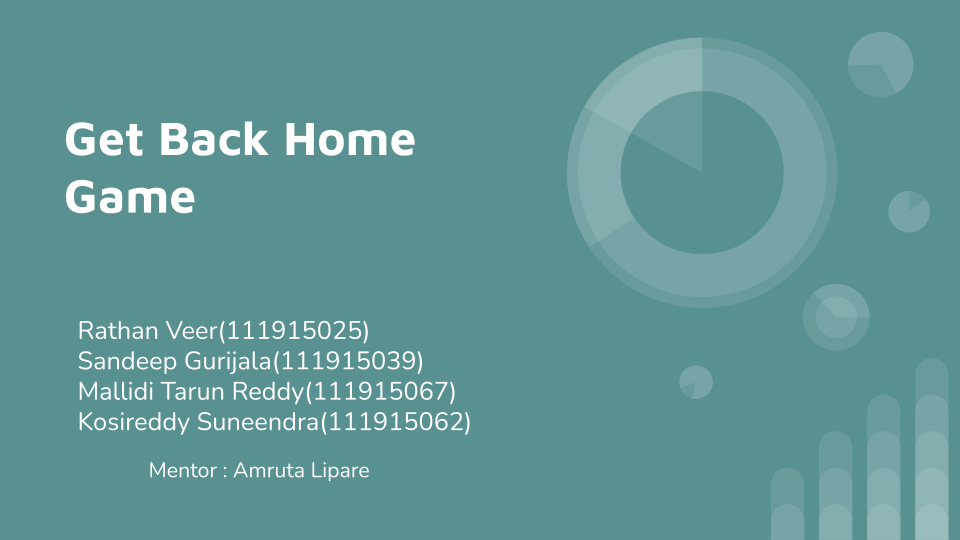 Get Back Home
Game
Rathan Veer(111915025)
Sandeep Gurijala(111915039)
Mallidi Tarun Reddy(111915067)
Kosireddy Suneendra(111915062)
Mentor : Amruta Lipare